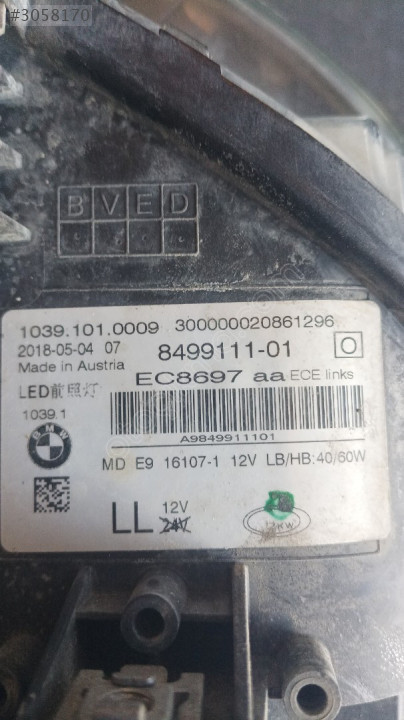 #3058170
B V E D
1039.101.0009 300000020861296
2018-05-04 07 8499111-01 O
Made in Austria
EC8697 aa ECE links
LED前照灯
1039.1
BMW
A9849911101
MD E9 16107-1 12V LB/HB:40/60W
LL 12V
24V